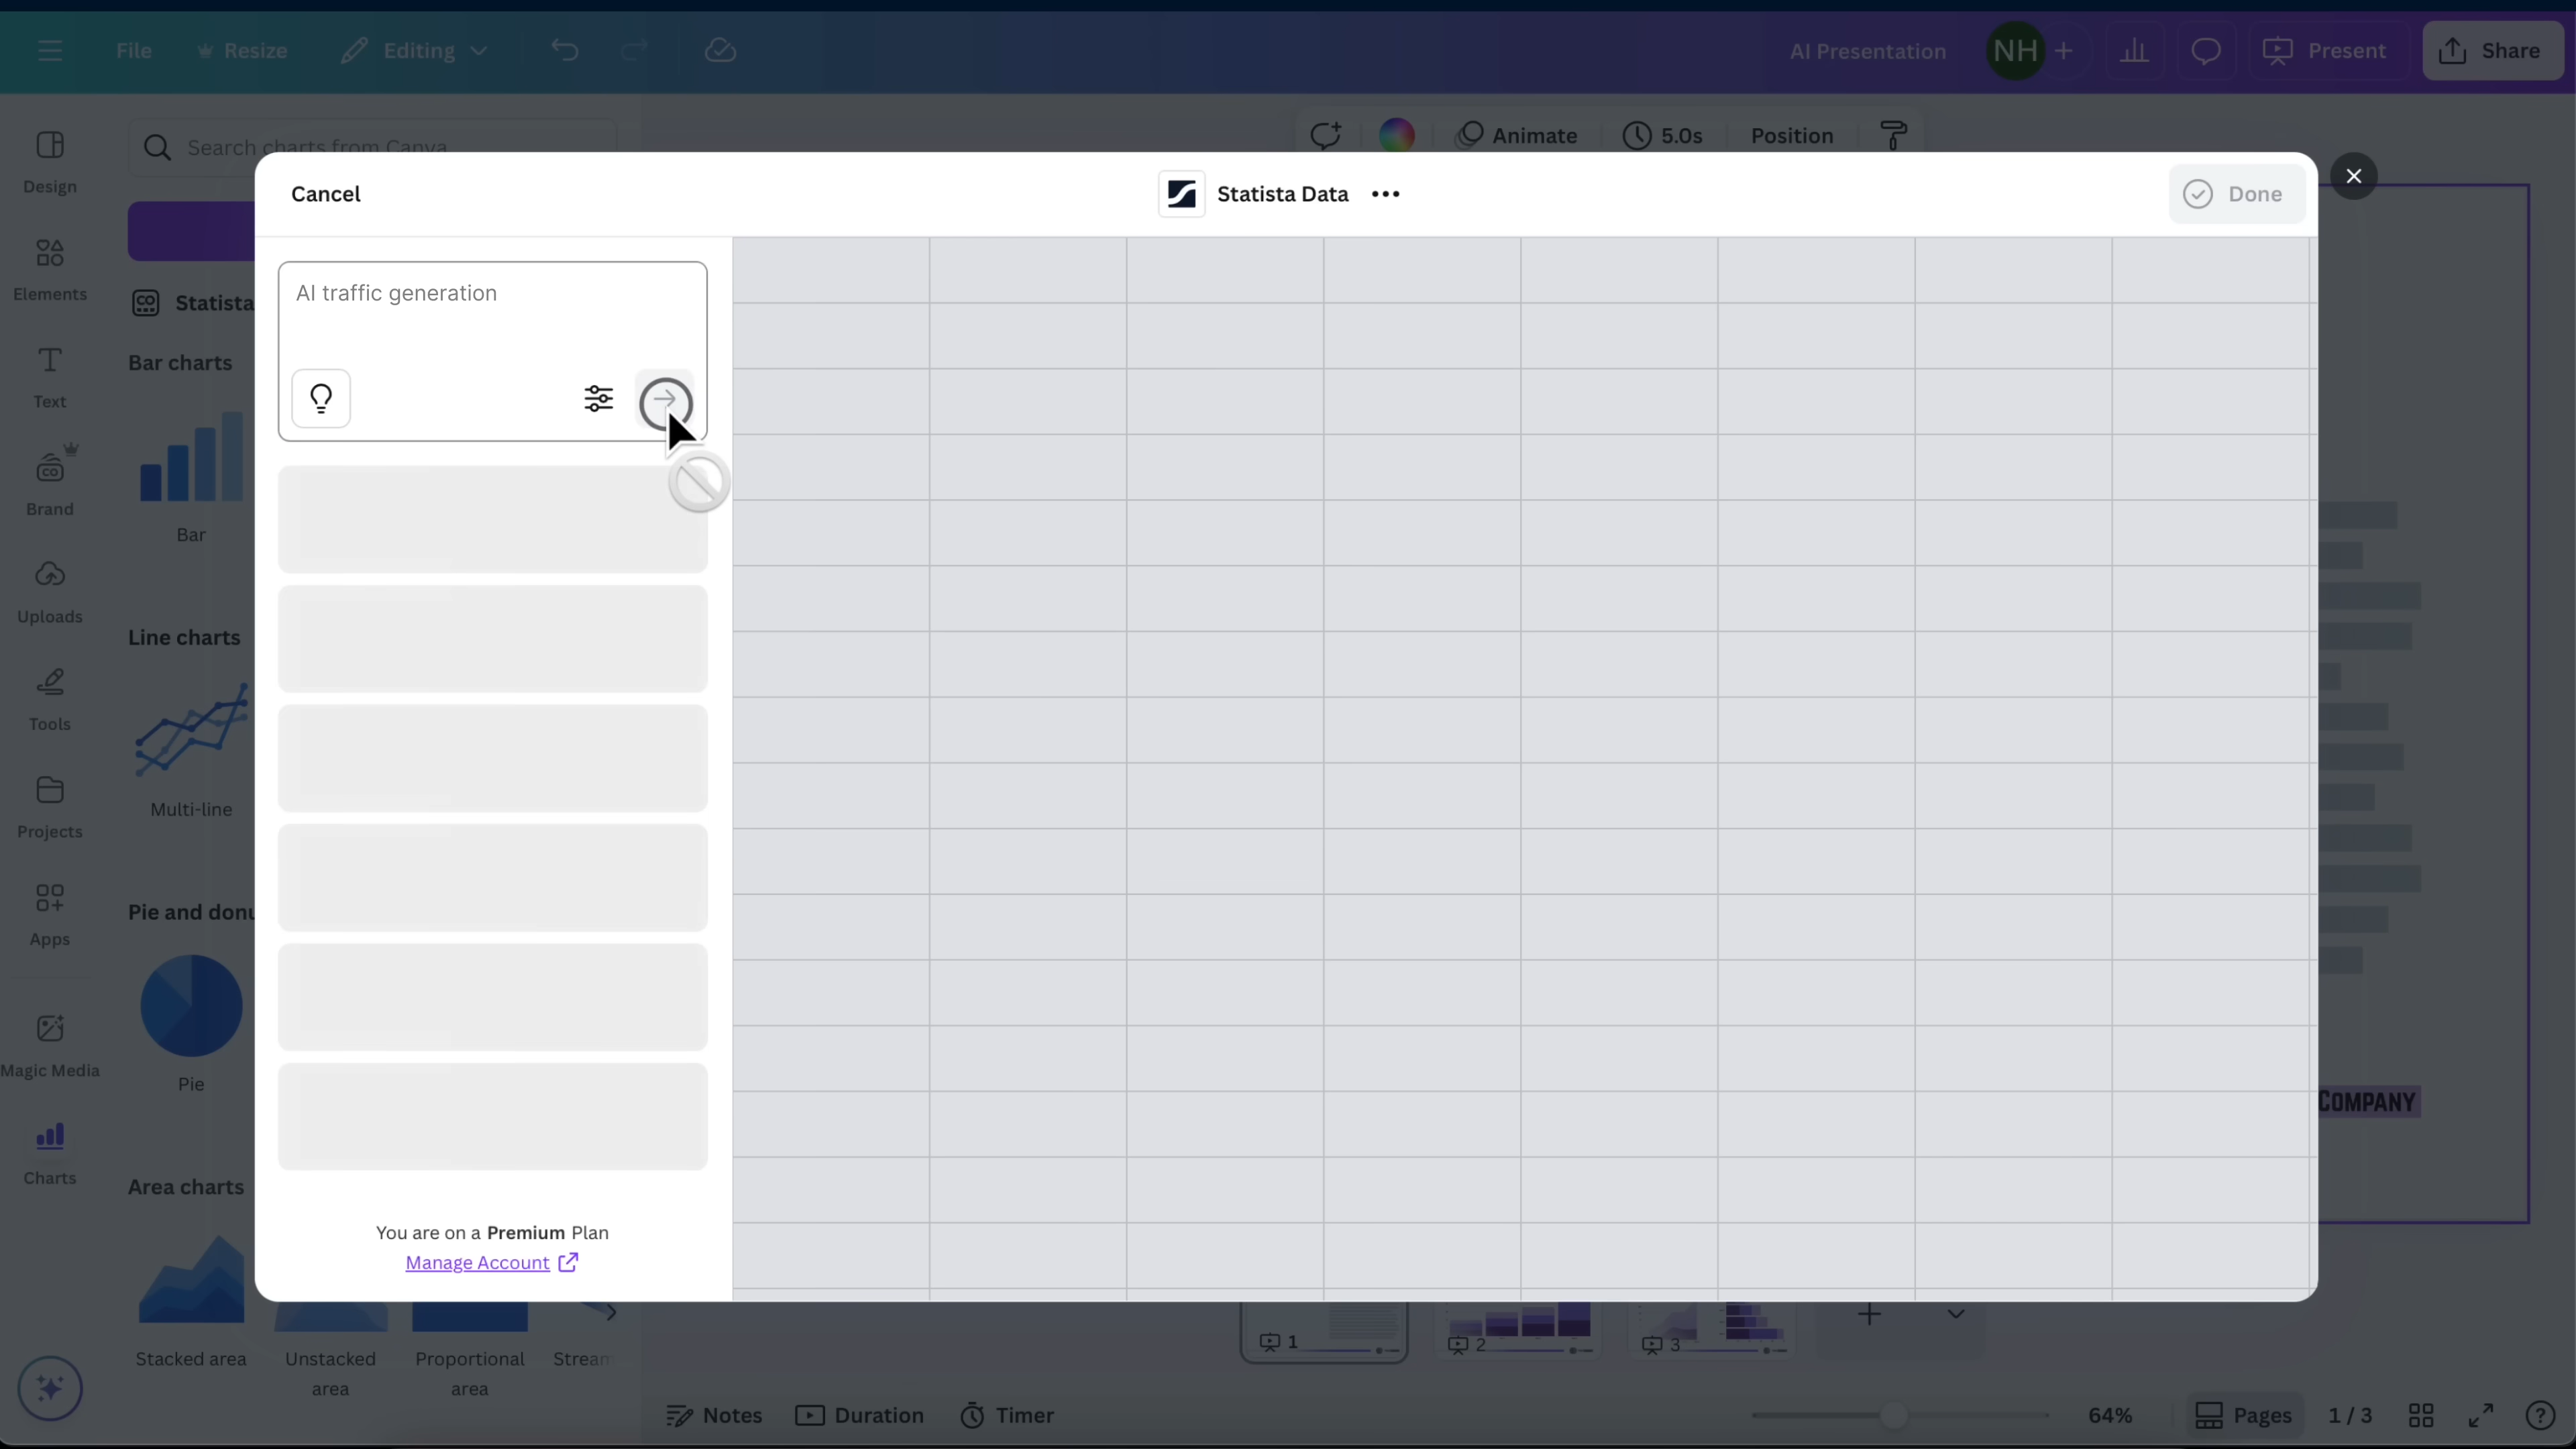 File
Resize
Editing
AI Presentation
NH
Present
Share
Search charts from Canva
Animate
5.0s
Position
Design
Elements
Text
Brand
CO
Uploads
Tools
Projects
Apps
Magic Media
Charts
CO
Statista
Bar charts
Bar
Line charts
Multi-line
Pie and donu
Pie
Area charts
Stacked area
Unstacked
area
Proportional
area
Stream
Cancel
Statista Data
Done
AI traffic generation
You are on a Premium Plan
Manage Account
COMPANY
1
2
3
Notes
Duration
Timer
64%
Pages
1 / 3